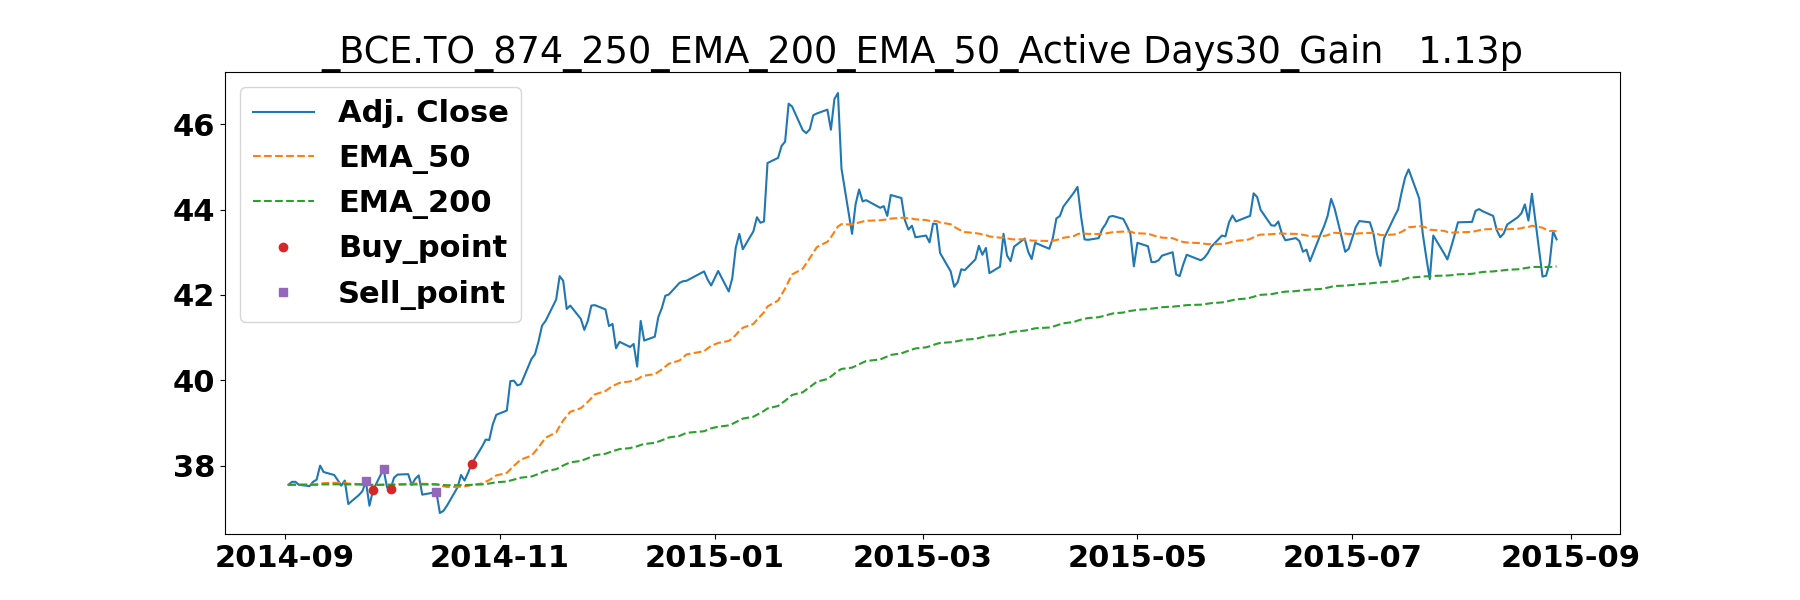 _BCE.TO_874_250_EMA_200_EMA_50_Active Days30_Gain   1.13p
Adj. Close
EMA_50
EMA_200
Buy_point
Sell_point
46
44
42
40
38
2014-09 2014-11 2015-01 2015-03 2015-05 2015-07 2015-09